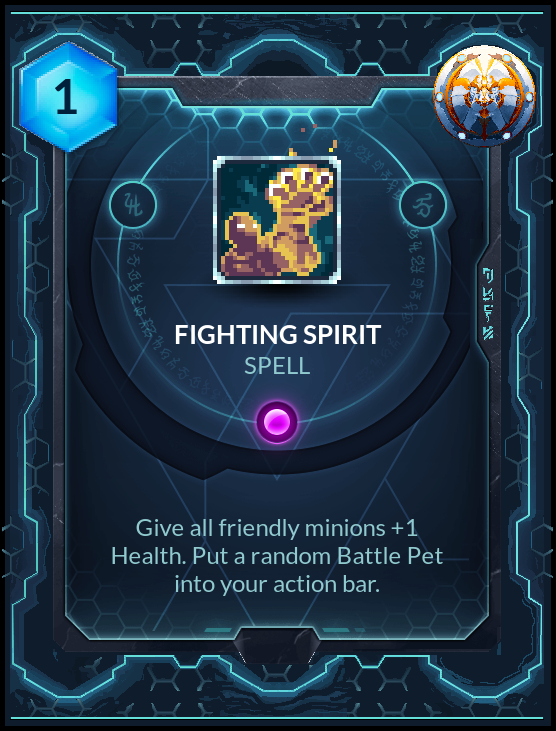 1
FIGHTING SPIRIT
SPELL
Give all friendly minions +1
Health. Put a random Battle Pet
into your action bar.